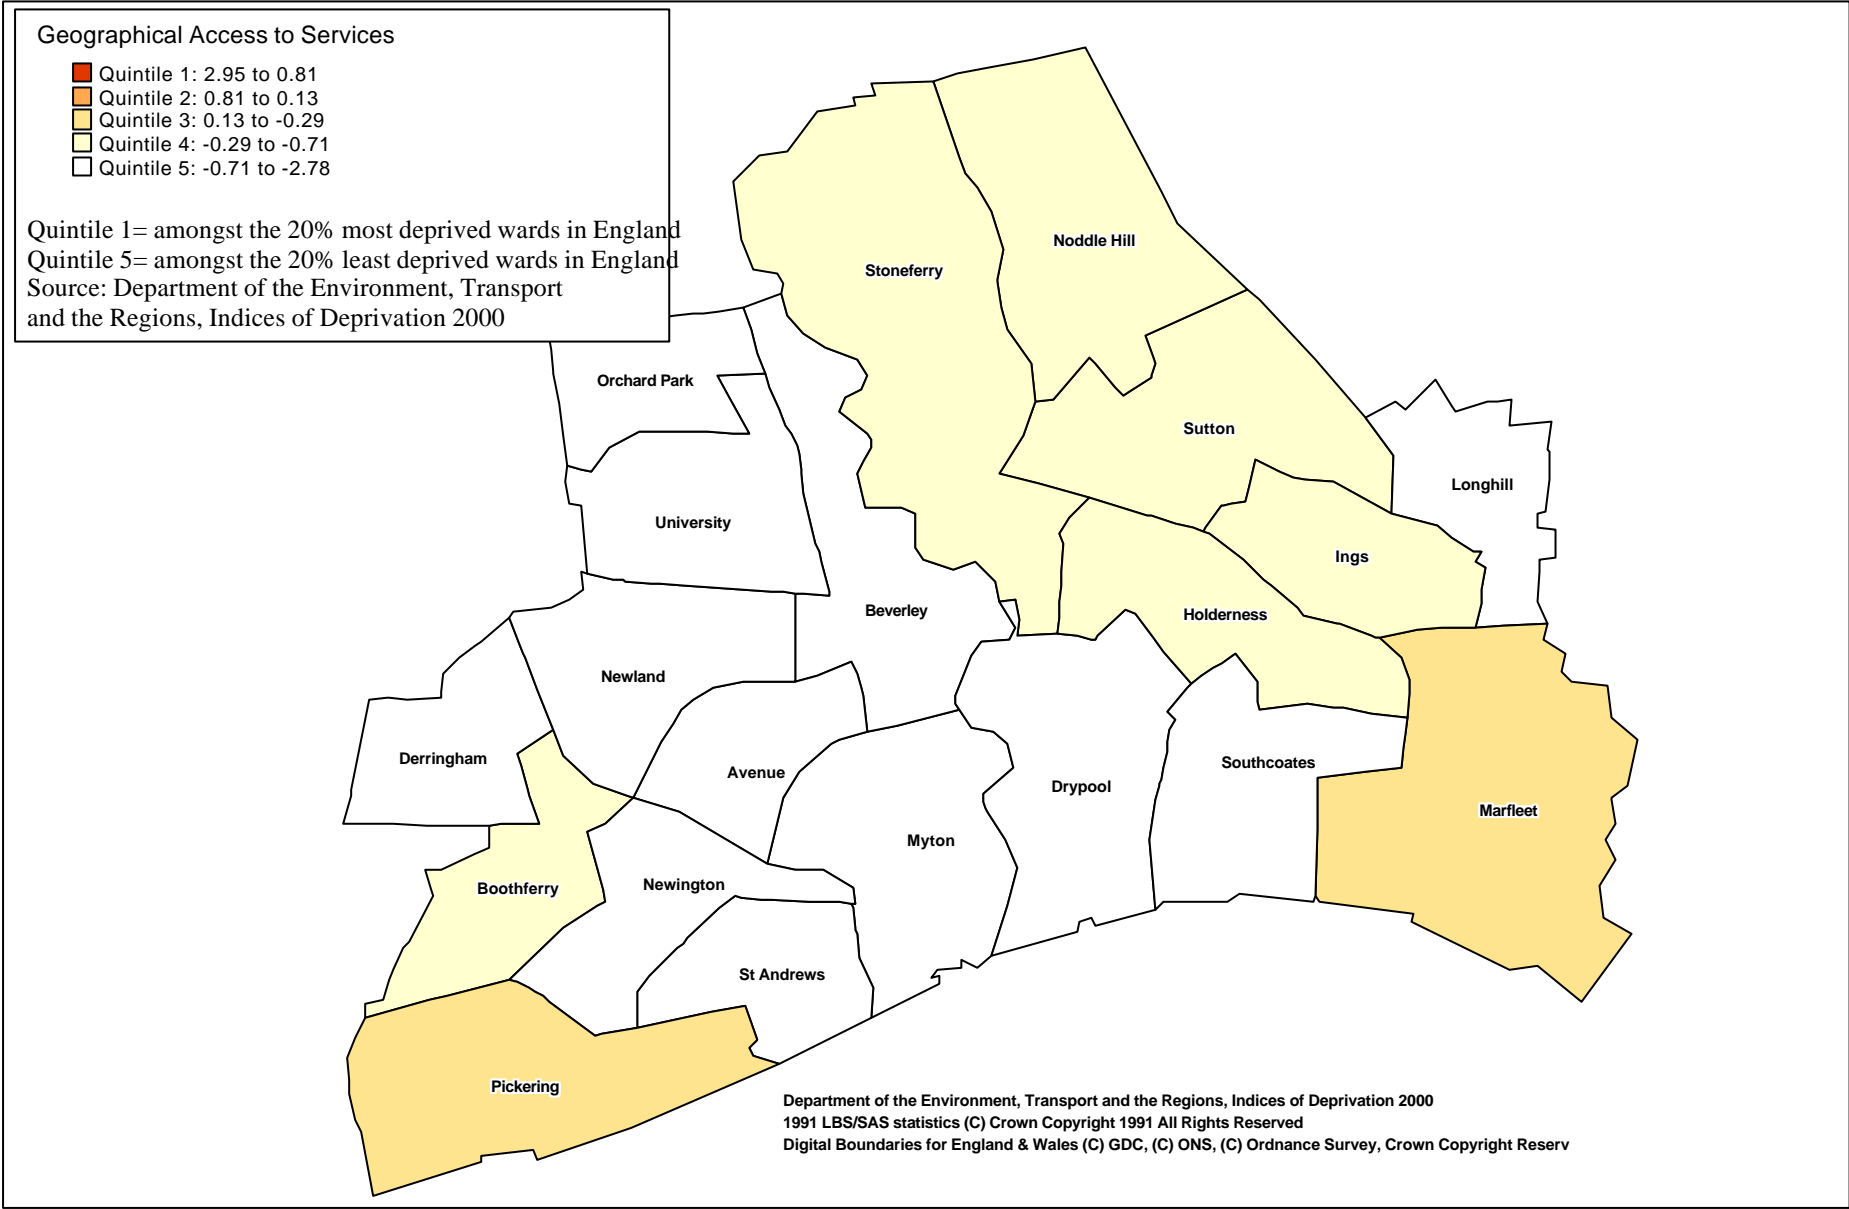 Geographical Access to Services
Quintile 1: 2.95 to 0.81
Quintile 2: 0.81 to 0.13
Quintile 3: 0.13 to -0.29
Quintile 4: -0.29 to -0.71
Quintile 5: -0.71 to -2.78
Quintile 1= amongst the 20% most deprived wards in England
Quintile 5= amongst the 20% least deprived wards in England
Source: Department of the Environment, Transport
and the Regions, Indices of Deprivation 2000
Noddle Hill
Stoneferry
Orchard Park
Sutton
Longhill
University
Ings
Beverley
Holderness
Newland
Derringham
Avenue
Southcoates
Drypool
Marfleet
Myton
Newington
Boothferry
St Andrews
Pickering
Department of the Environment, Transport and the Regions, Indices of Deprivation 2000
1991 LBS/SAS statistics (C) Crown Copyright 1991 All Rights Reserved
Digital Boundaries for England & Wales (C) GDC, (C) ONS, (C) Ordnance Survey, Crown Copyright Reserv